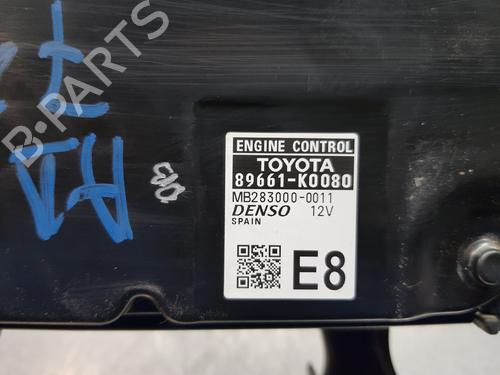 ENGINE CONTROL
TOYOTA
89661-K0080
MB283000-0011
DENSO 12V
SPAIN
E8
B-PARTS